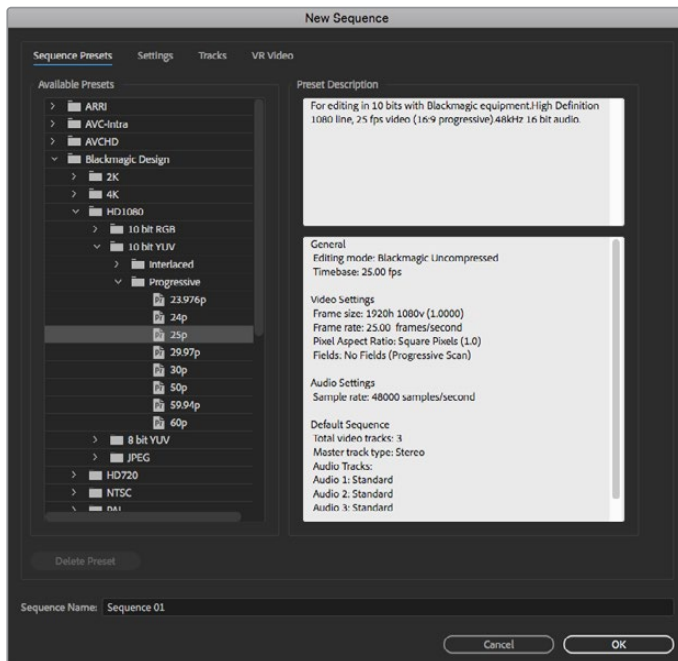 New Sequence
Sequence Presets
Settings
Tracks
VR Video
Available Presets
ARRI
AVC-Intra
AVCHD
Blackmagic Design
2K
4K
HD1080
10 bit RGB
10 bit YUV
Interlaced
Progressive
23.976p
24p
25p
29.97p
30p
50p
59.94p
60p
8 bit YUV
JPEG
HD720
NTSC
PAL
Delete Preset
Preset Description
For editing in 10 bits with Blackmagic equipment.High Definition
1080 line, 25 fps video (16:9 progressive).48kHz 16 bit audio.
General
Editing mode: Blackmagic Uncompressed
Timebase: 25.00 fps
Video Settings
Frame size: 1920h 1080v (1.0000)
Frame rate: 25.00 frames/second
Pixel Aspect Ratio: Square Pixels (1.0)
Fields: No Fields (Progressive Scan)
Audio Settings
Sample rate: 48000 samples/second
Default Sequence
Total video tracks: 3
Master track type: Stereo
Audio Tracks:
Audio 1: Standard
Audio 2: Standard
Audio 3: Standard
Sequence Name: Sequence 01
Cancel
OK